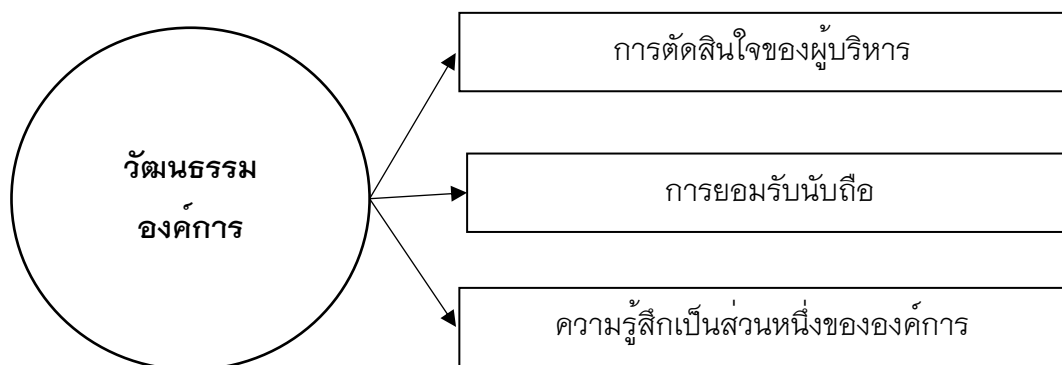 วัฒนธรรม
องค์การ
การตัดสินใจของผู้บริหาร
การยอมรับนับถือ
ความรู้สึกเป็นส่วนหนึ่งขององค์การ